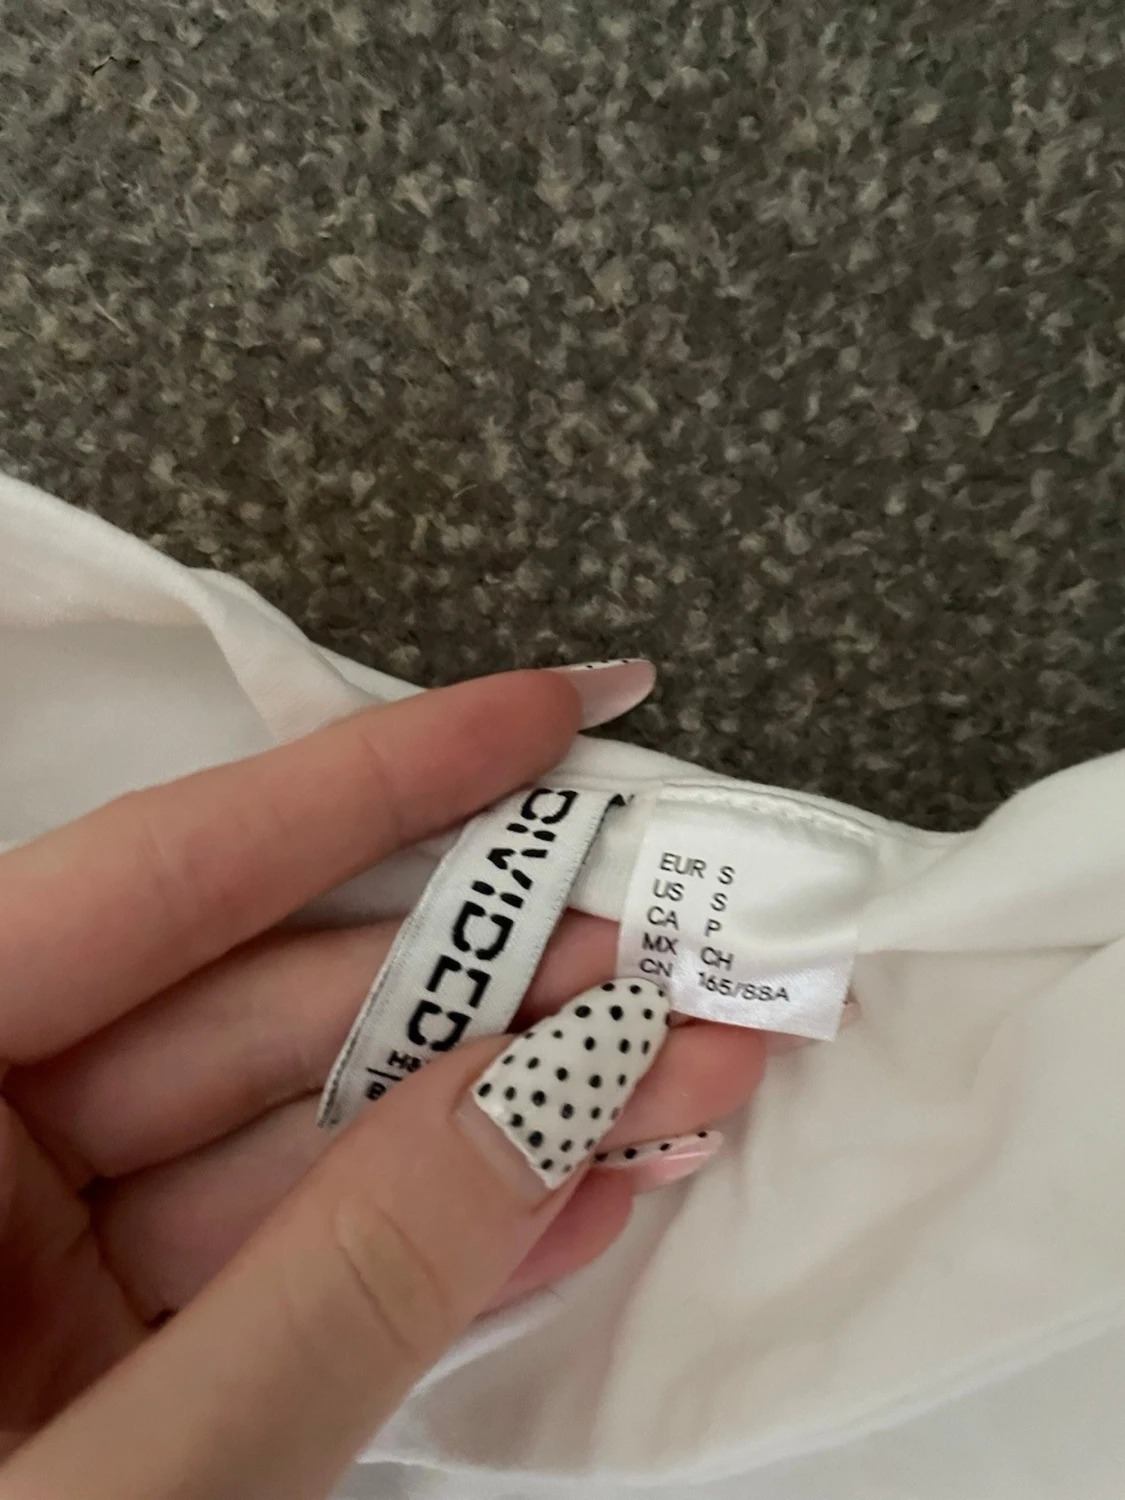 DIVIDED
EUR S
US S
CA P
MX CH
CN 165/88A